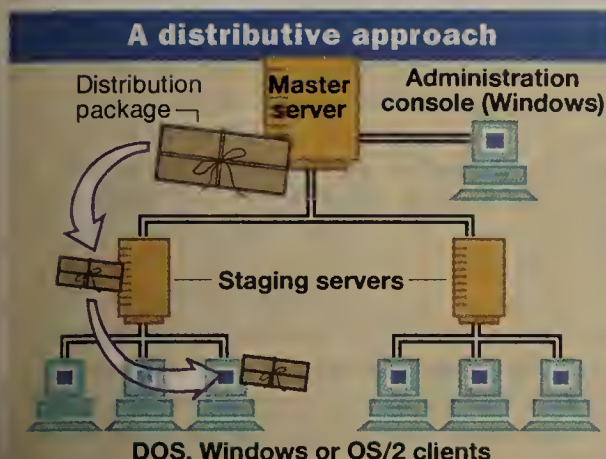 A distributive approach
Distribution
package
Master
server
Administration
console (Windows)
Staging servers
DOS, Windows or OS/2 clients